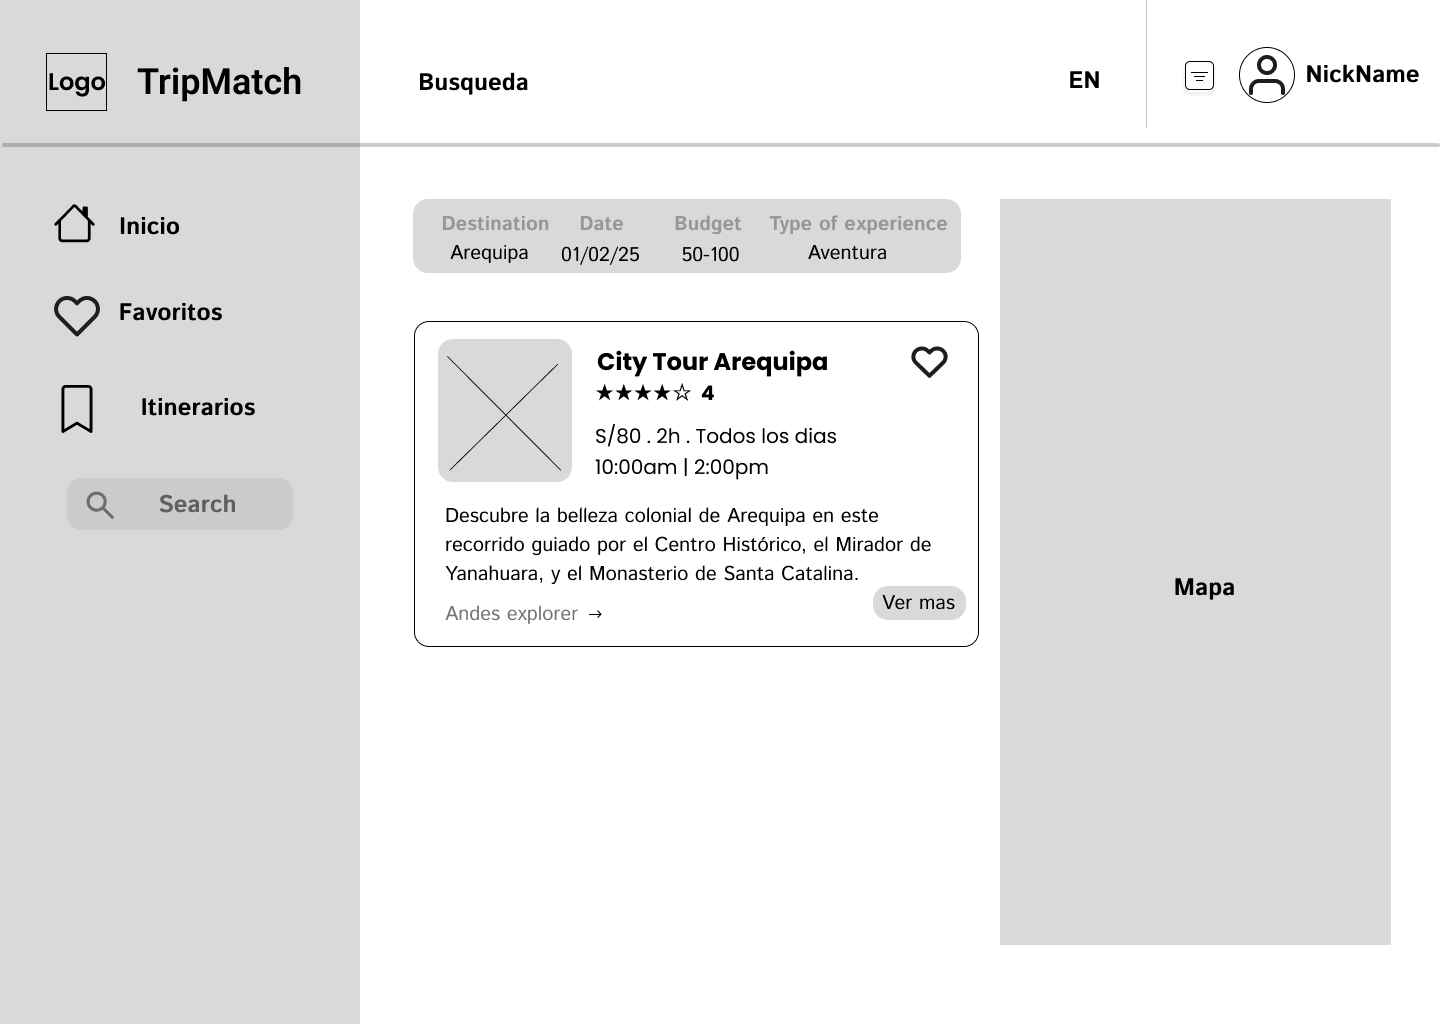 Logo
TripMatch
Busqueda
EN
NickName
Inicio
Favoritos
Itinerarios
Search
Destination Date Budget Type of experience
Arequipa 01/02/25 50-100 Aventura
City Tour Arequipa
★★★★☆ 4
S/80 . 2h . Todos los dias
10:00am | 2:00pm
Descubre la belleza colonial de Arequipa en este
recorrido guiado por el Centro Histórico, el Mirador de
Yanahuara, y el Monasterio de Santa Catalina.
Andes explorer →
Ver mas
Mapa